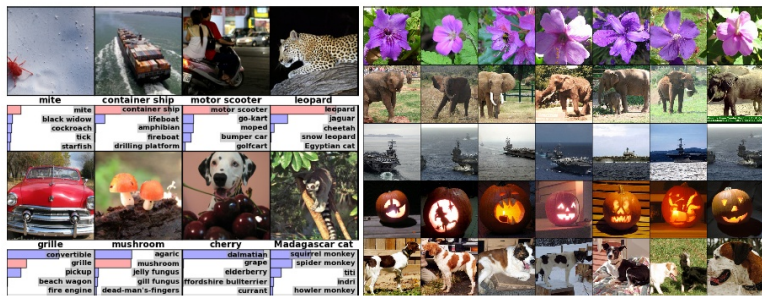 mite container ship motor scooter leopard
mite container ship motor scooter leopard
black widow lifeboat go-kart jaguar
cockroach amphibian moped cheetah
tick fireboat bumper car snow leopard
starfish drilling platform golfcart Egyptian cat
grille mushroom cherry Madagascar cat
convertible agaric dalmatian squirrel monkey
grille mushroom grape spider monkey
pickup jelly fungus elderberry titi
beach wagon gill fungus ffordshire bullterrier indri
fire engine dead-man's-fingers currant howler monkey